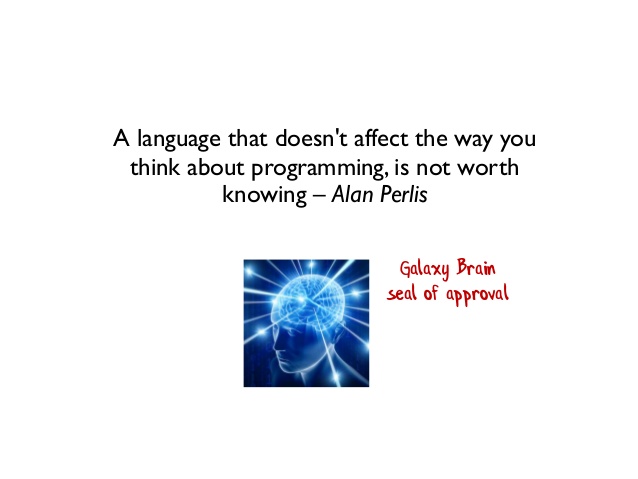 A language that doesn't affect the way you
think about programming, is not worth
knowing – Alan Perlis
Galaxy Brain
seal of approval